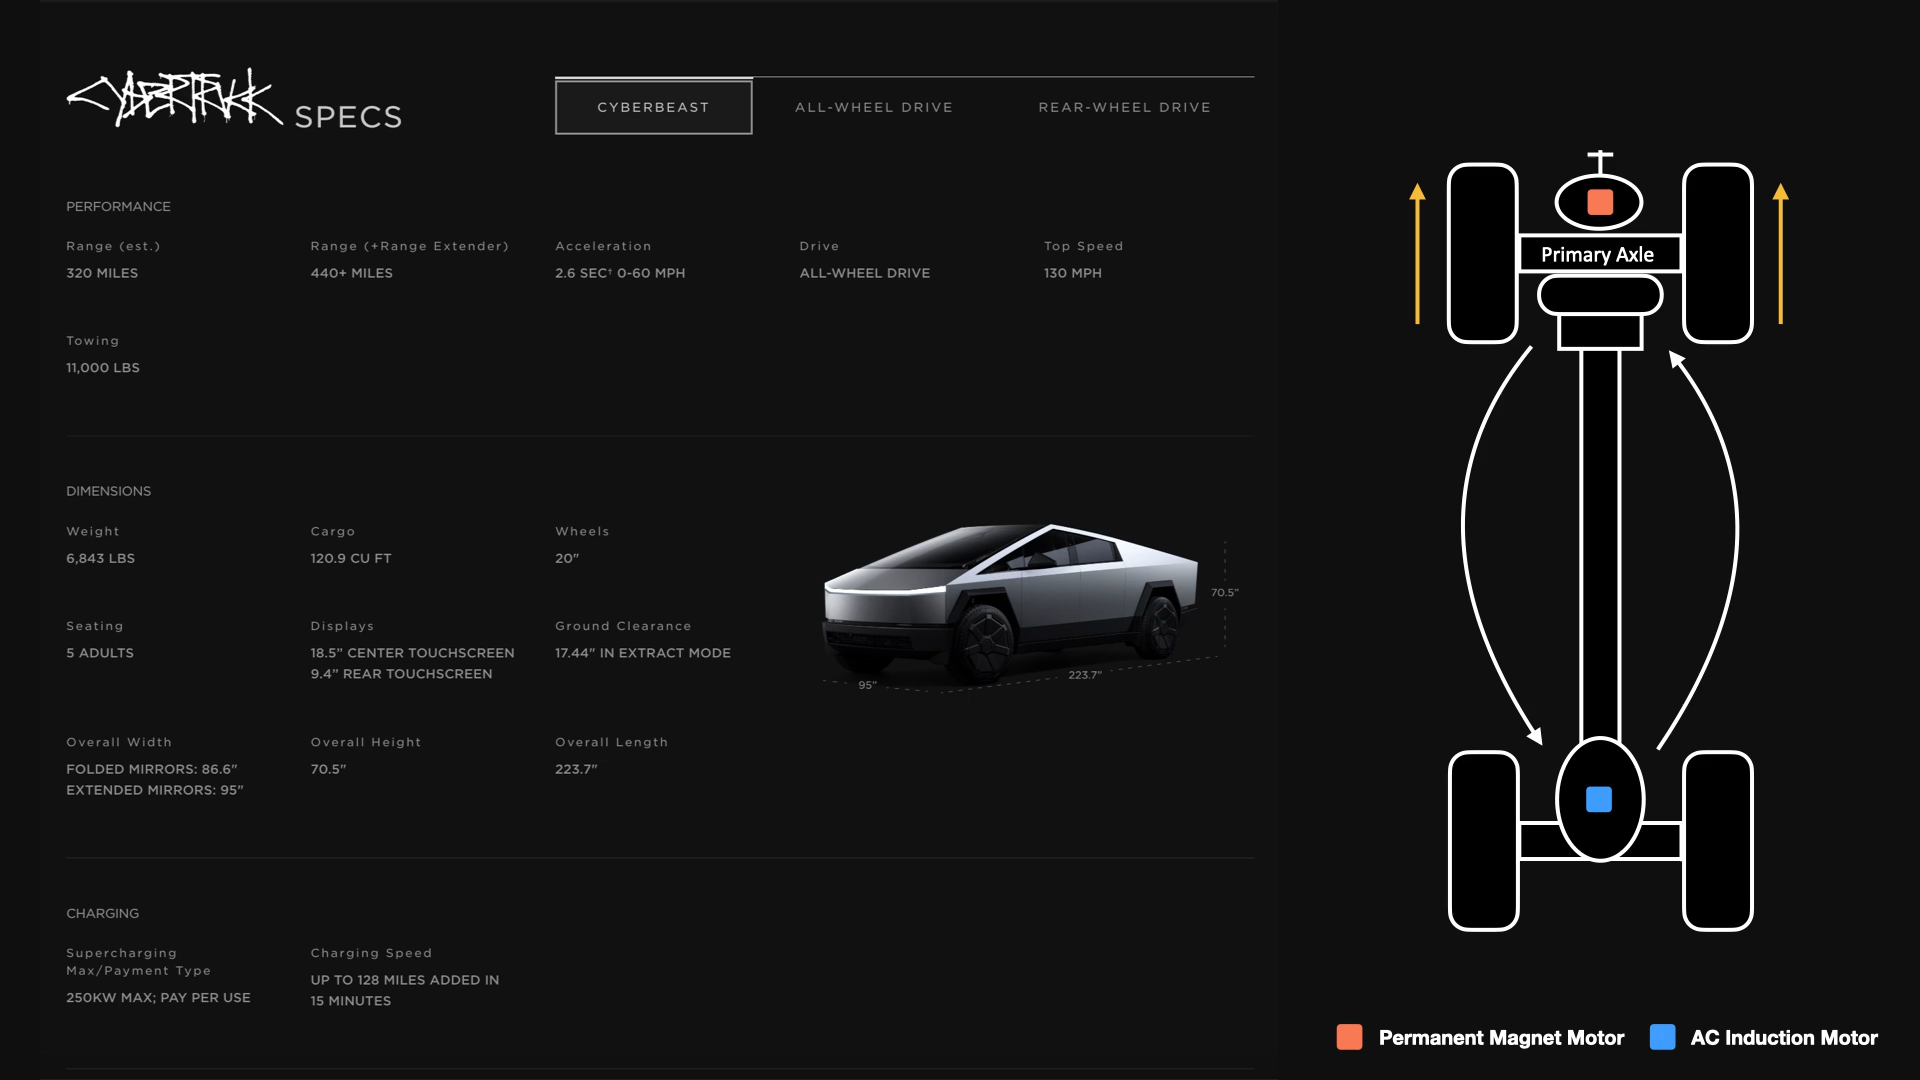 CYBERTRUCK SPECS
CYBERBEAST
ALL-WHEEL DRIVE
REAR-WHEEL DRIVE
PERFORMANCE
Range (est.)
320 MILES
Range (+Range Extender)
440+ MILES
Acceleration
2.6 SEC† 0-60 MPH
Drive
ALL-WHEEL DRIVE
Top Speed
130 MPH
Towing
11,000 LBS
DIMENSIONS
Weight
6,843 LBS
Cargo
120.9 CU FT
Wheels
20"
Seating
5 ADULTS
Displays
18.5" CENTER TOUCHSCREEN
9.4" REAR TOUCHSCREEN
Ground Clearance
17.44" IN EXTRACT MODE
Overall Width
FOLDED MIRRORS: 86.6"
EXTENDED MIRRORS: 95"
Overall Height
70.5"
Overall Length
223.7"
70.5"
95"
223.7"
CHARGING
Supercharging
Max/Payment Type
250KW MAX; PAY PER USE
Charging Speed
UP TO 128 MILES ADDED IN
15 MINUTES
Primary Axle
Permanent Magnet Motor
AC Induction Motor